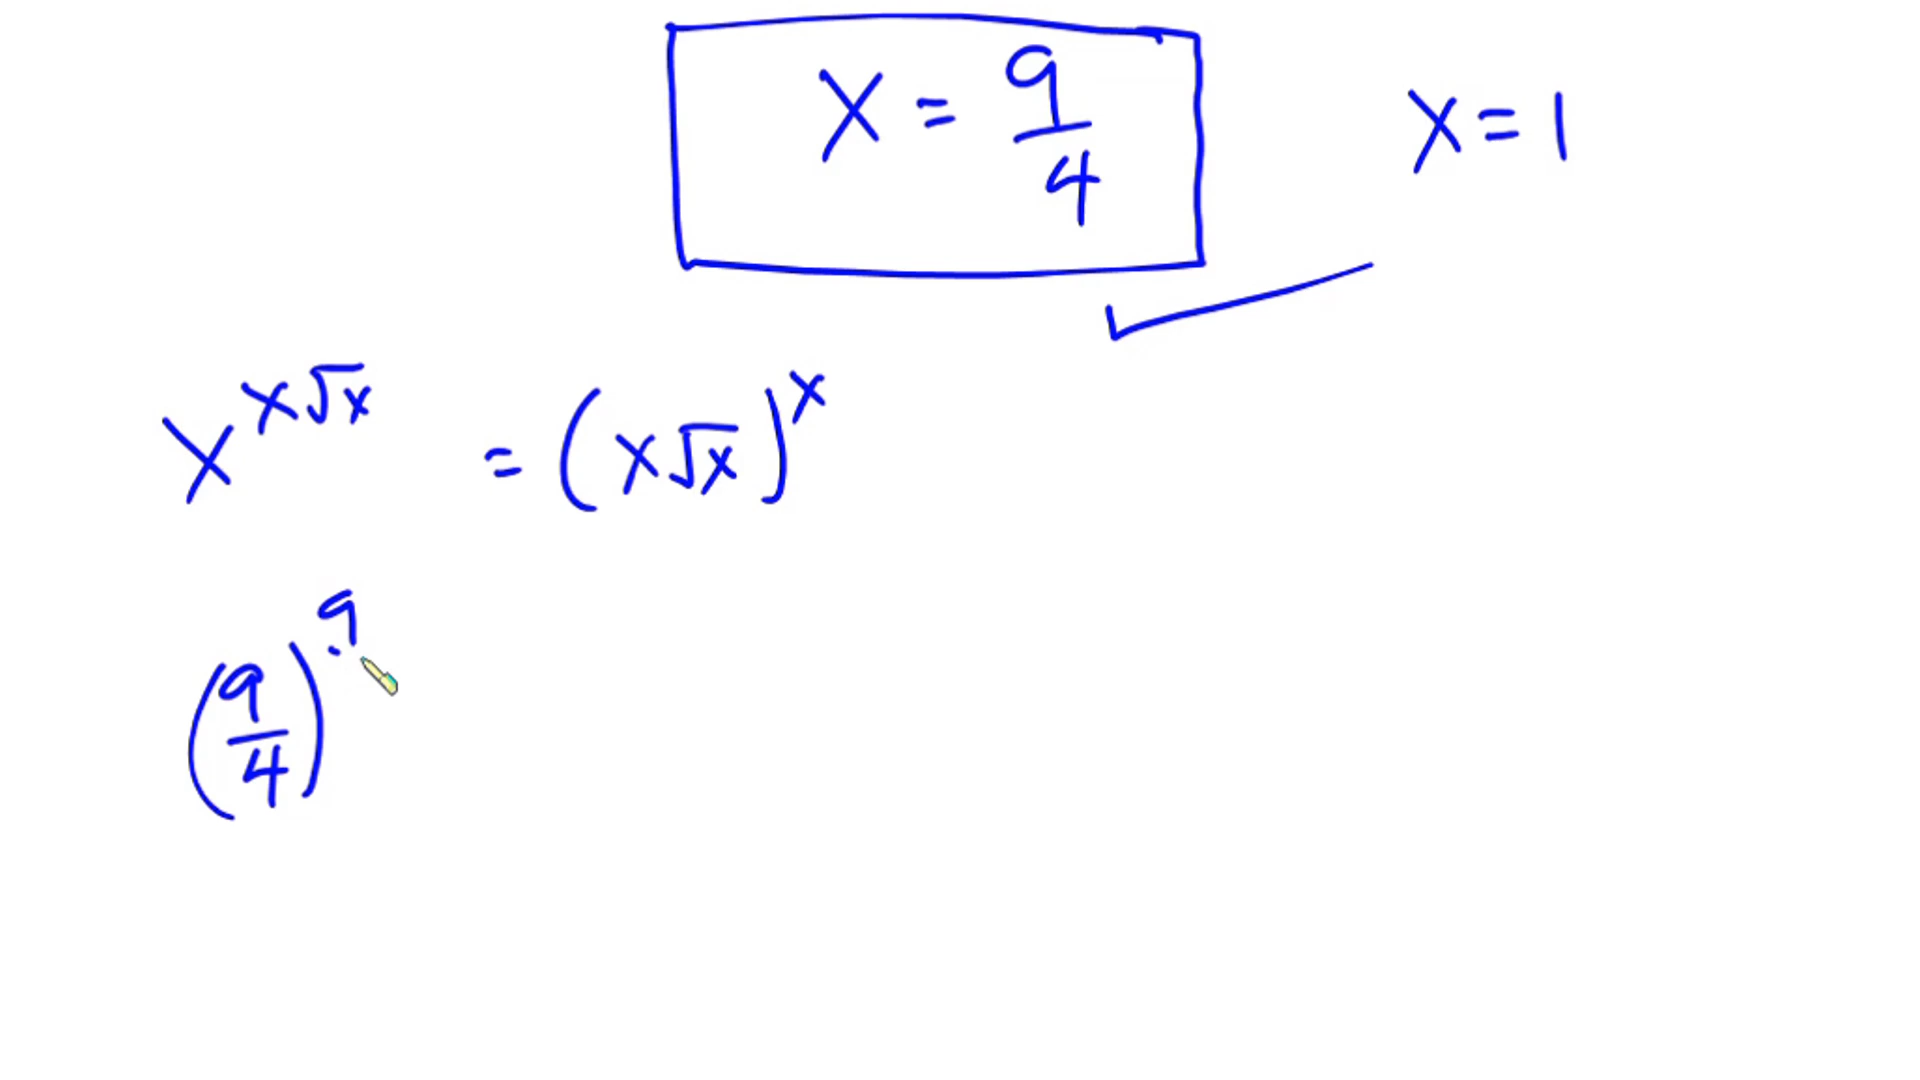 x = 9/4    x = 1
x^(x√x) = (x√x)^x
(9/4)^9